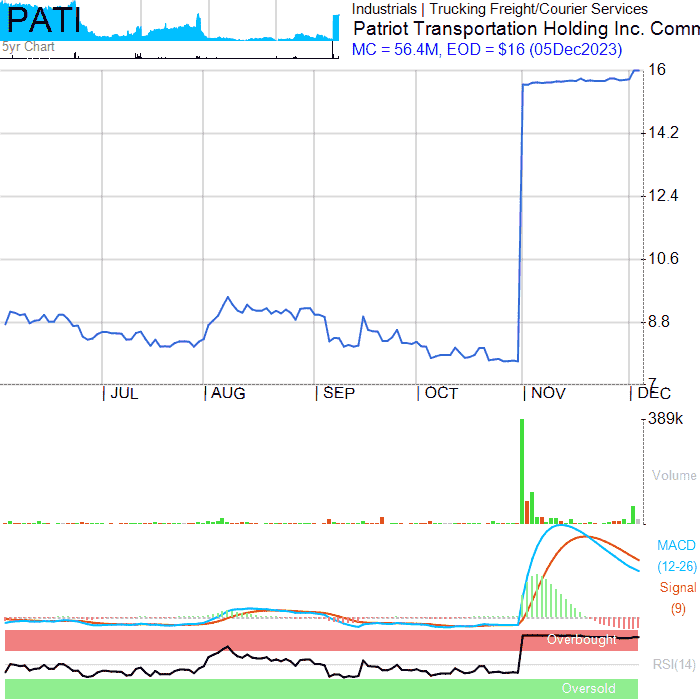 PATI
5yr Chart
Industrials | Trucking Freight/Courier Services
Patriot Transportation Holding Inc. Comm
MC = 56.4M, EOD = $16 (05Dec2023)
16
14.2
12.4
10.6
8.8
7
| JUL | AUG | SEP | OCT | NOV | DEC
389k
Volume
MACD
(12-26)
Signal
(9)
Overbought
RSI(14)
Oversold